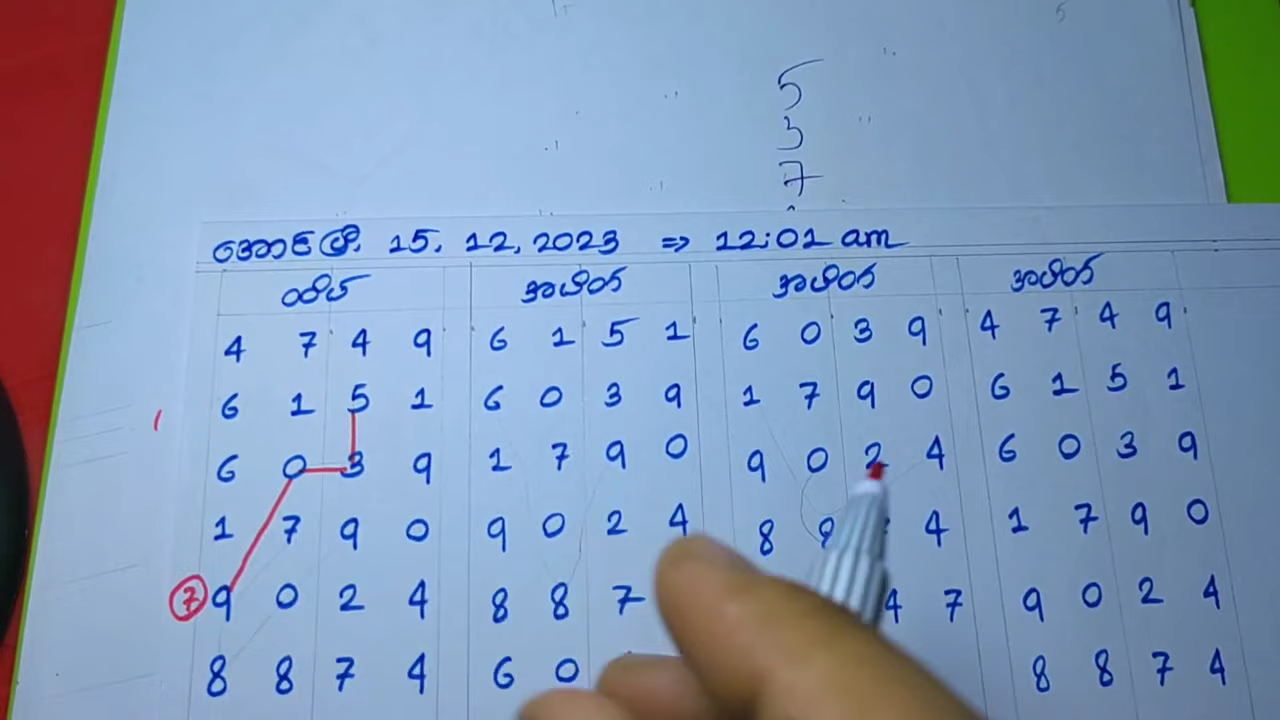 5
3
7
15. 12, 2023 ⇒ 12:01 am
4 7 4 9 6 1 5 1 6 0 3 9 4 7 4 9
6 1 5 1 6 0 3 9 1 7 9 0 6 1 5 1
6 0 3 9 1 7 9 0 9 0 2 4 6 0 3 9
1 7 9 0 9 0 2 4 8 8 4 1 7 9 0
7 9 0 2 4 8 8 7 4 7 9 0 2 4
8 8 7 4 6 0 8 8 7 4